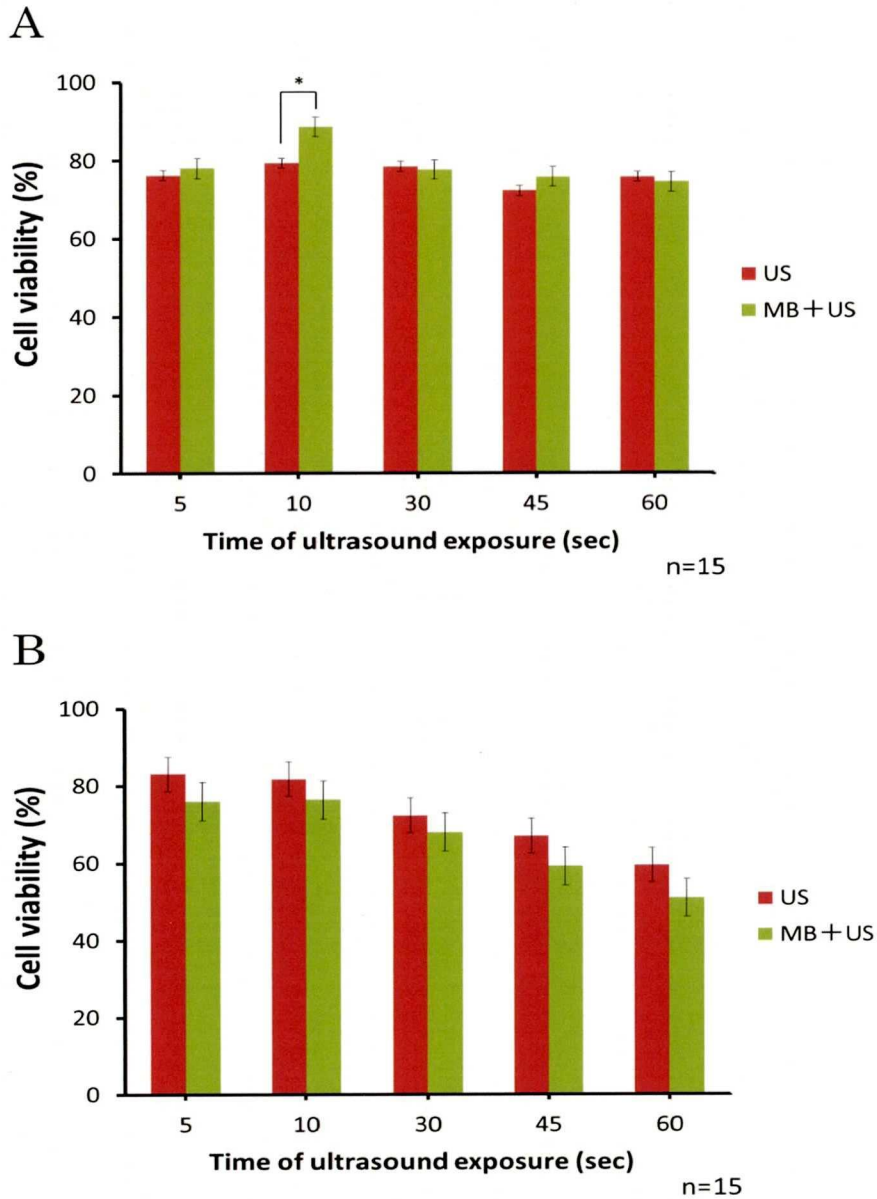 A
100
80
60
40
20
0
Cell viability (%)
*
5 10 30 45 60
Time of ultrasound exposure (sec)
n=15
US
MB+US
B
100
80
60
40
20
0
Cell viability (%)
5 10 30 45 60
Time of ultrasound exposure (sec)
n=15
US
MB+US